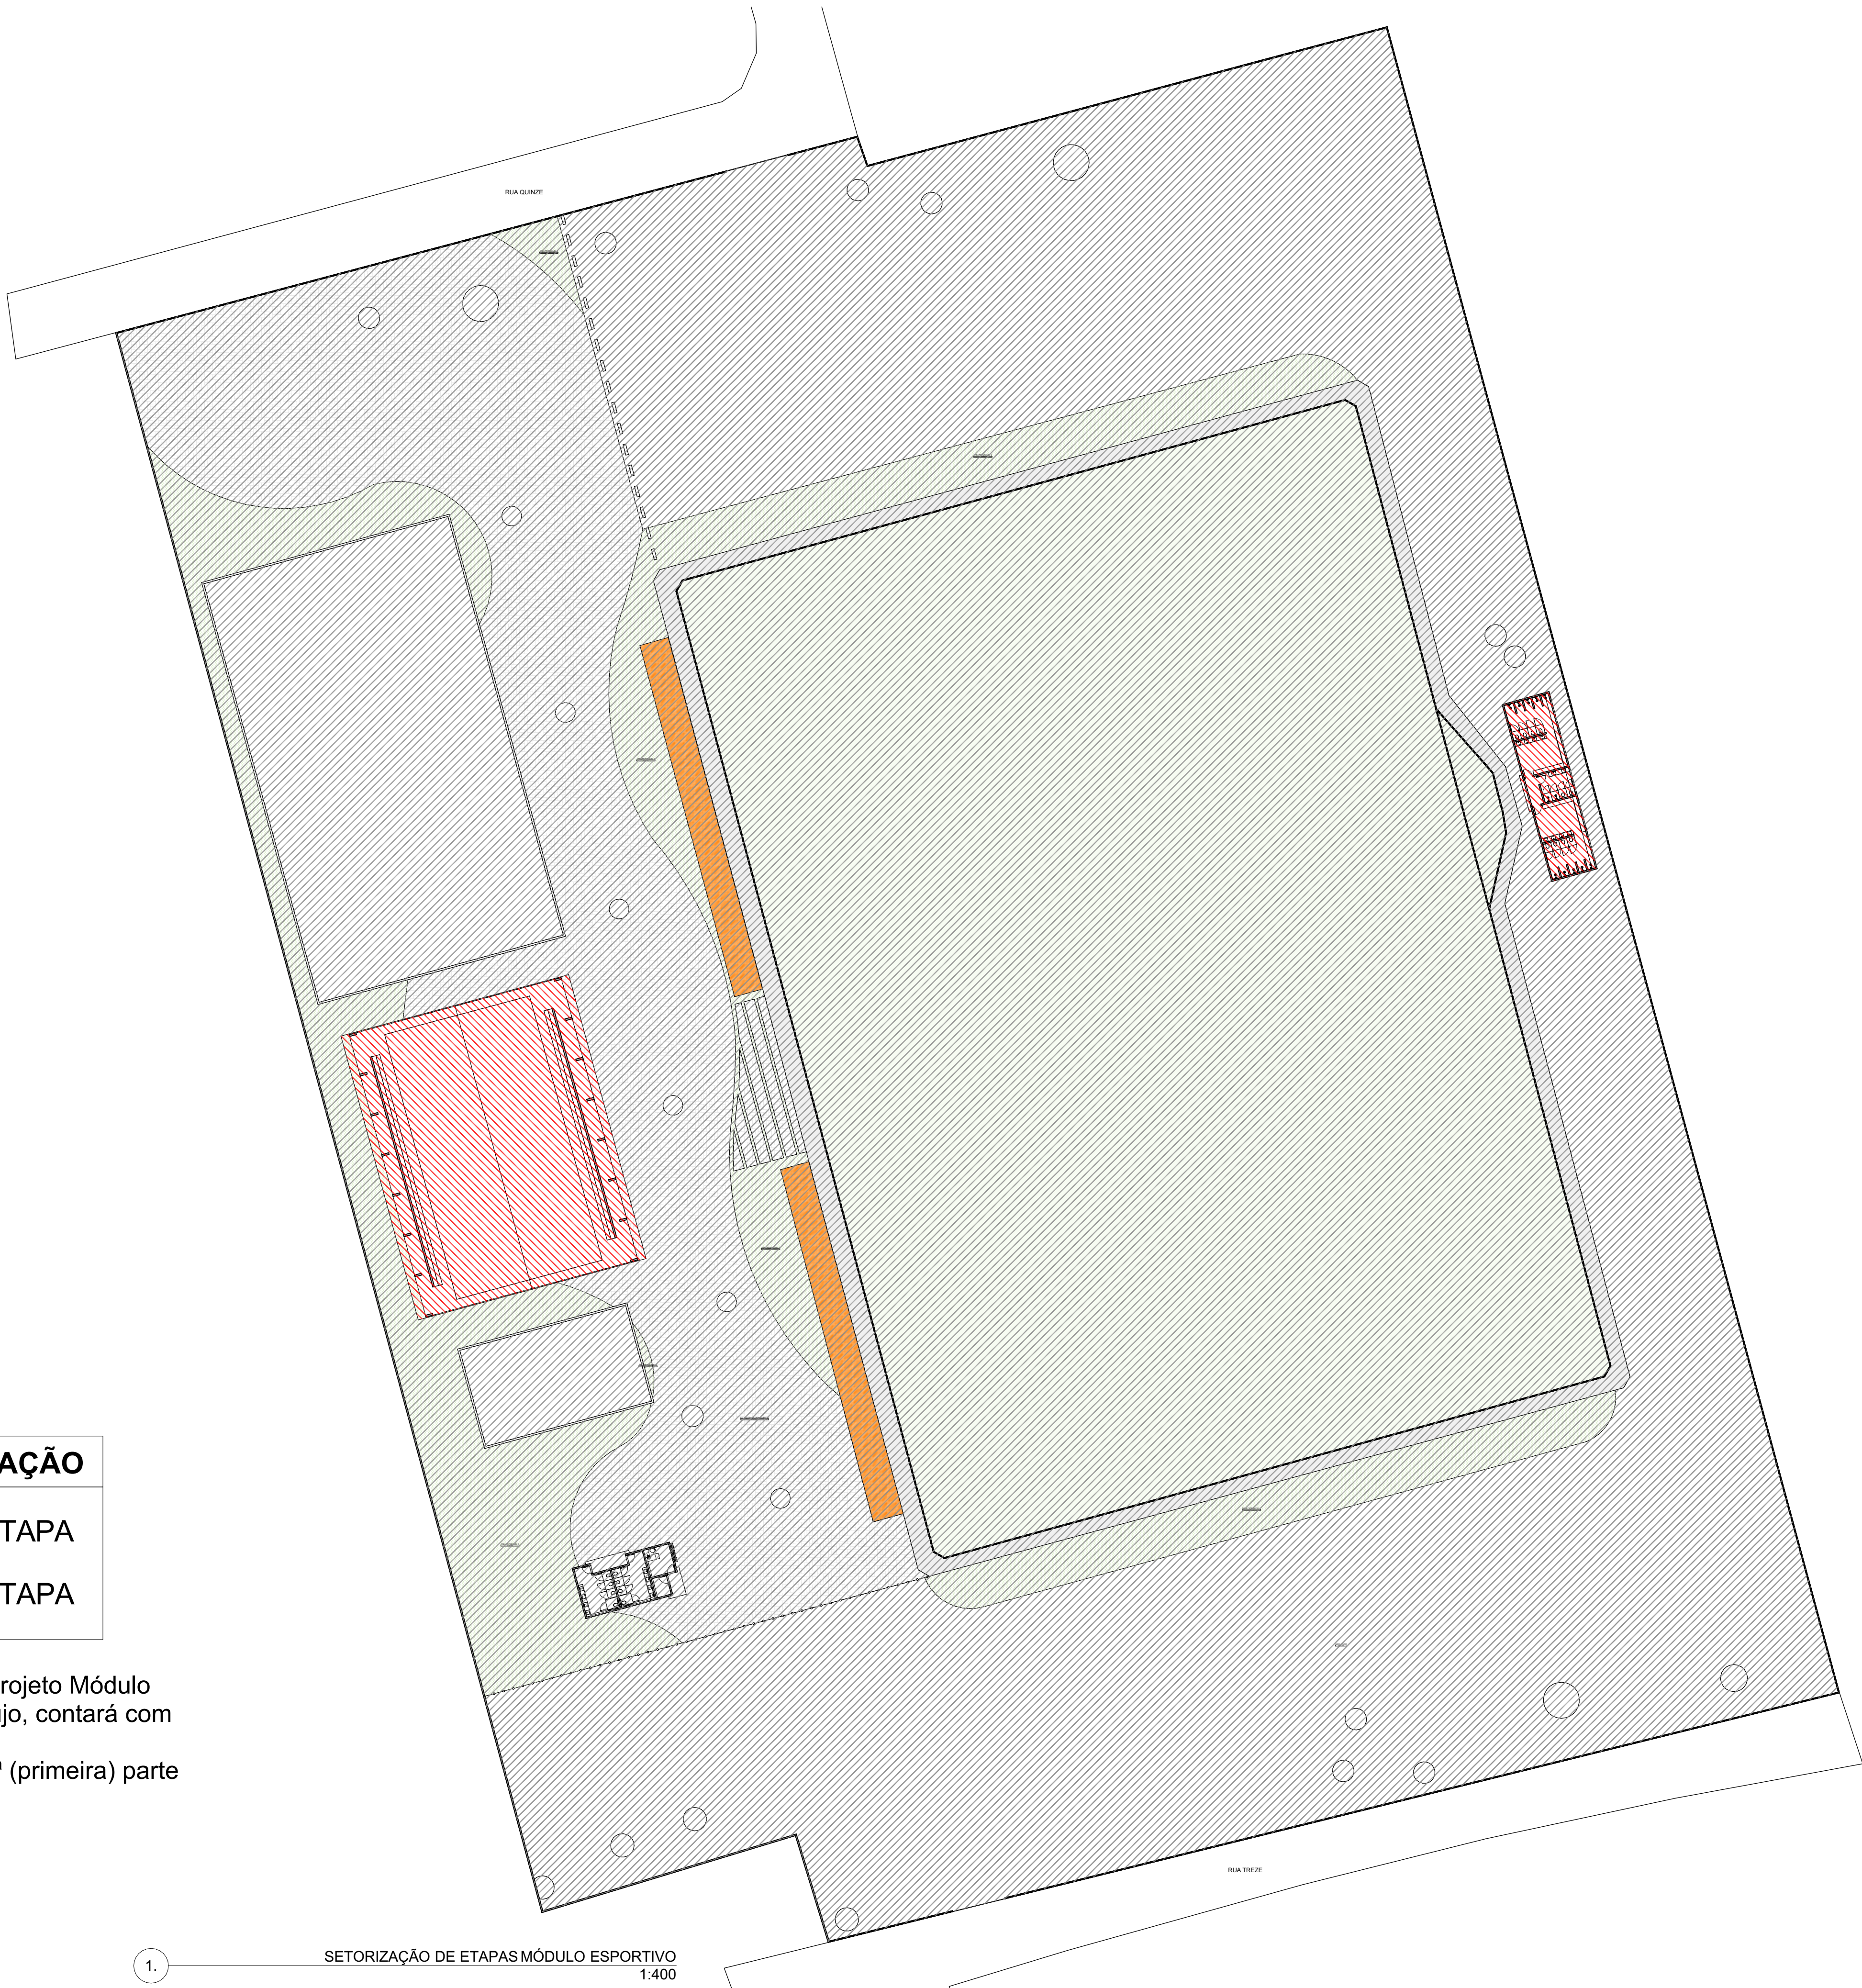 RUA QUINZE
AÇÃO
TAPA
TAPA
rojeto Módulo
ijo, contará com
ª (primeira) parte
RUA TREZE
1.
SETORIZAÇÃO DE ETAPAS MÓDULO ESPORTIVO
1:400